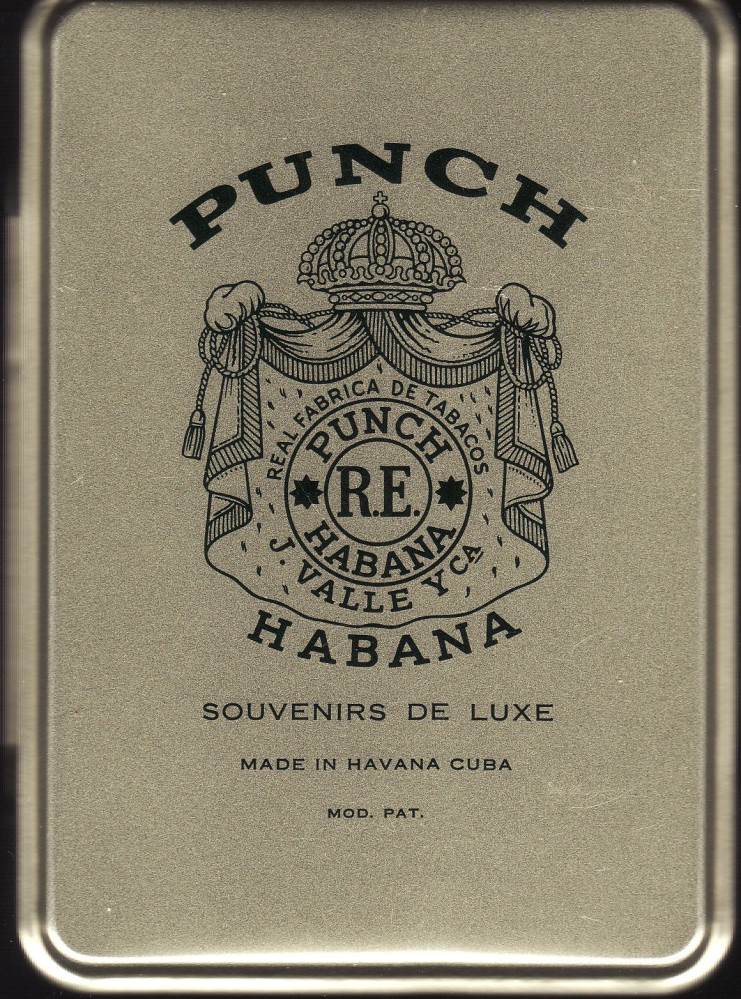 PUNCH
REAL FABRICA DE TABACOS
PUNCH
R.E.
HABANA
J. VALLE Y CA
HABANA
SOUVENIRS DE LUXE
MADE IN HAVANA CUBA
MOD. PAT.